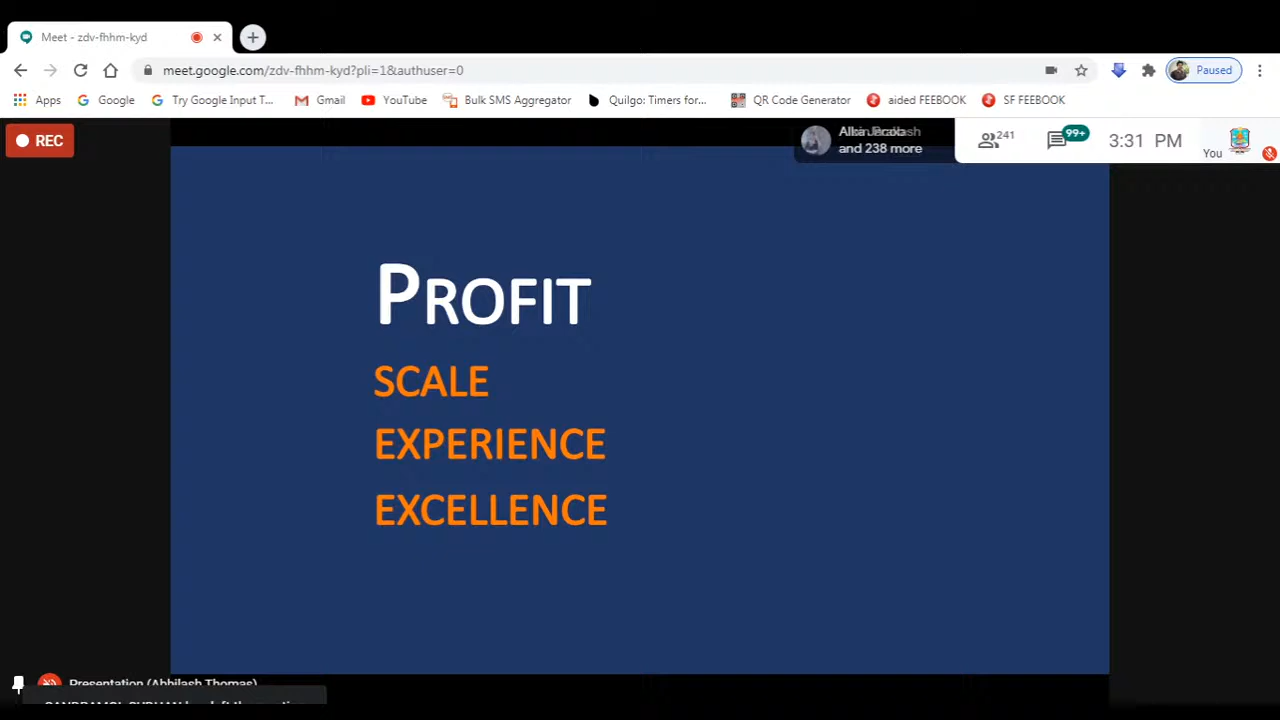 Meet - zdv-fhhm-kyd
meet.google.com/zdv-fhhm-kyd?pli=1&authuser=0
Paused
Apps
Google
Try Google Input T...
Gmail
YouTube
Bulk SMS Aggregator
Quilgo: Timers for...
QR Code Generator
aided FEEBOOK
SF FEEBOOK
REC
and 238 more
241
99+
3:31 PM
You
PROFIT
SCALE
EXPERIENCE
EXCELLENCE
Presentation (Abhilash Thomas)